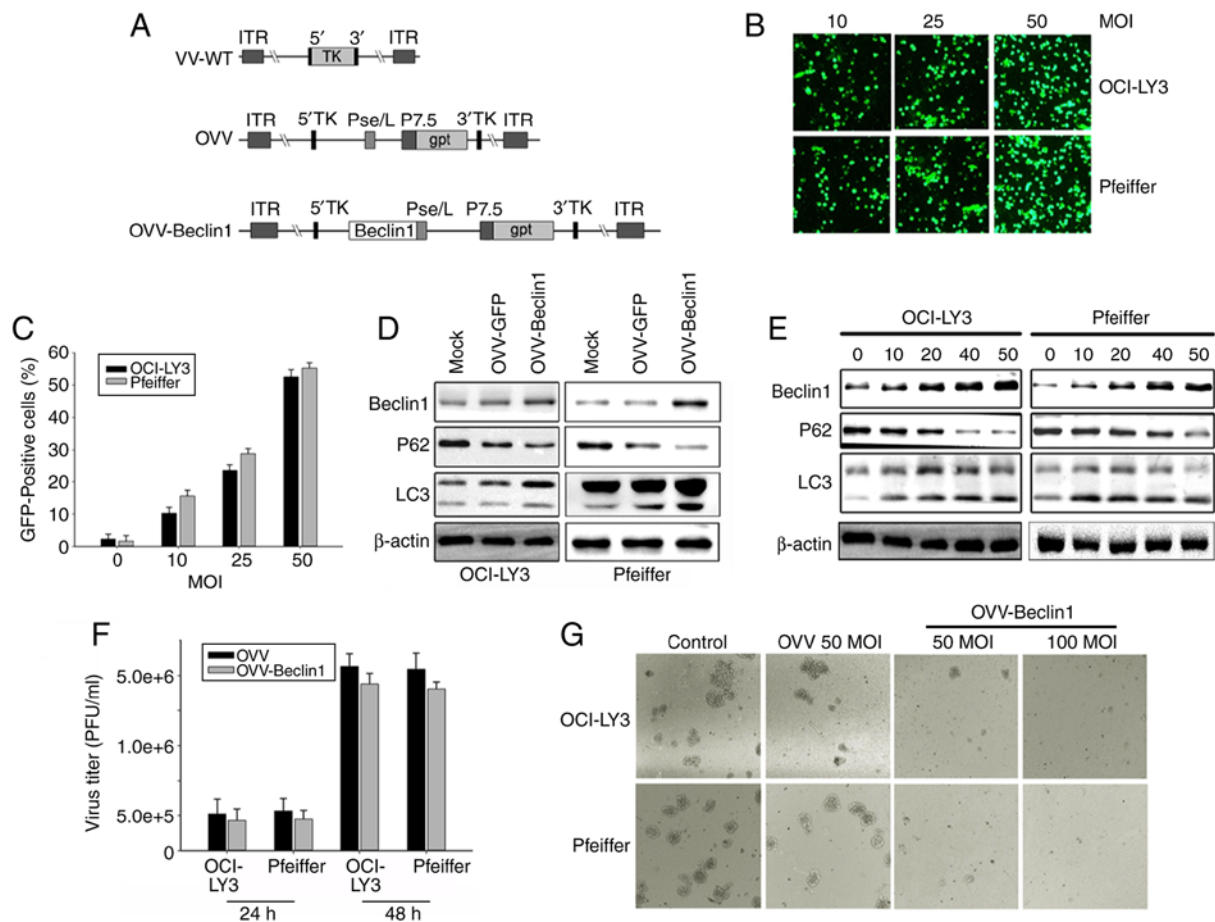 A
ITR 5′ 3′ ITR
VV-WT TK
5′TK Pse/L P7.5 3′TK
ITR ITR
OVV gpt
Pse/L P7.5
ITR 5′TK 3′TK ITR
OVV-Beclin1 Beclin1 gpt
B
10 25 50 MOI
OCI-LY3
Pfeiffer
C
GFP-Positive cells (%)
60
50
40
30
20
10
0
OCI-LY3
Pfeiffer
0 10 25 50
MOI
D
Mock OVV-GFP OVV-Beclin1 Mock OVV-GFP OVV-Beclin1
Beclin1
P62
LC3
β-actin
OCI-LY3 Pfeiffer
E
OCI-LY3 Pfeiffer
0 10 20 40 50 0 10 20 40 50
Beclin1
P62
LC3
β-actin
F
Virus titer (PFU/ml)
OVV
OVV-Beclin1
5.0e+6
1.0e+6
5.0e+5
0
OCI-LY3 Pfeiffer OCI-LY3 Pfeiffer
24 h 48 h
G
OVV-Beclin1
Control OVV 50 MOI 50 MOI 100 MOI
OCI-LY3
Pfeiffer